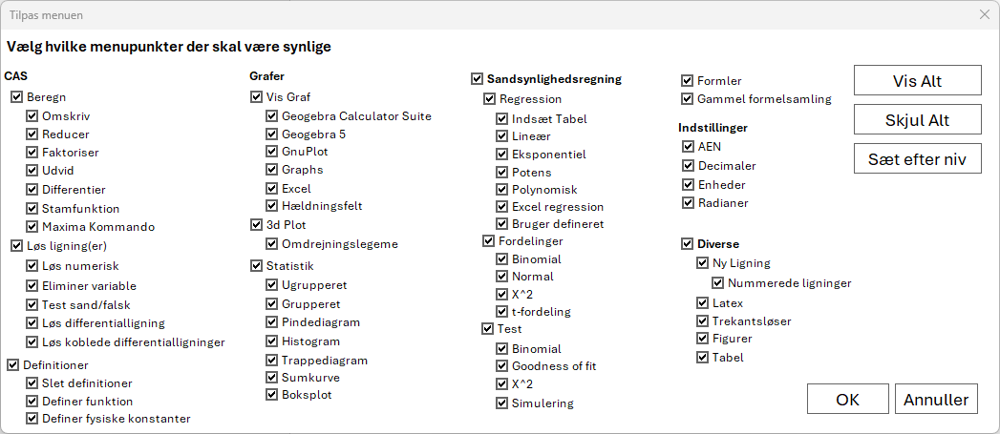 Tilpas menuen
Vælg hvilke menupunkter der skal være synlige
CAS
Beregn
Omskriv
Reducer
Faktoriser
Udvid
Differentier
Stamfunktion
Maxima Kommando
Løs ligning(er)
Løs numerisk
Eliminer variable
Test sand/falsk
Løs differentialligning
Løs koblede differentialligninger
Definitioner
Slet definitioner
Definer funktion
Definer fysiske konstanter
Grafer
Vis Graf
Geogebra Calculator Suite
Geogebra 5
GnuPlot
Graphs
Excel
Hældningsfelt
3d Plot
Omdrejningslegeme
Statistik
Ugrupperet
Grupperet
Pindediagram
Histogram
Trappediagram
Sumkurve
Boksplot
Sandsynlighedsregning
Regression
Indsæt Tabel
Lineær
Eksponentiel
Potens
Polynomisk
Excel regression
Bruger defineret
Fordelinger
Binomial
Normal
X^2
t-fordeling
Test
Binomial
Goodness of fit
X^2
Simulering
Formler
Gammel formelsamling
Indstillinger
AEN
Decimaler
Enheder
Radianer
Diverse
Ny Ligning
Nummerede ligninger
Latex
Trekantsløser
Figurer
Tabel
Vis Alt
Skjul Alt
Sæt efter niv
OK
Annuller